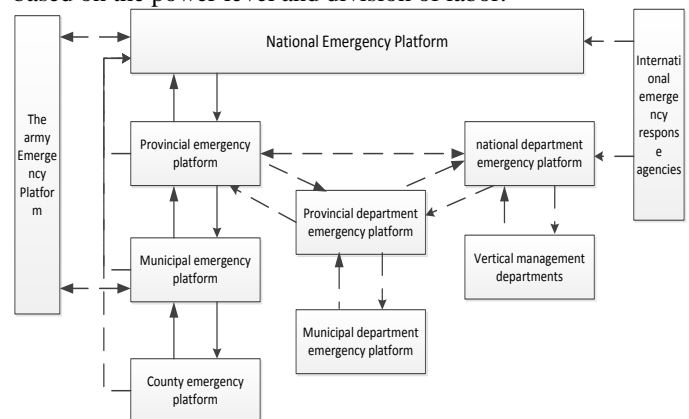 based on the power level and division of labor.
National Emergency Platform
The
army
Emerge
ncy
Platfor
m
Internati
onal
emerge
ncy
respons
e
agencies
Provincial emergency
platform
national department
emergency platform
Provincial department
emergency platform
Municipal emergency
platform
Vertical management
departments
Municipal department
emergency platform
County emergency
platform